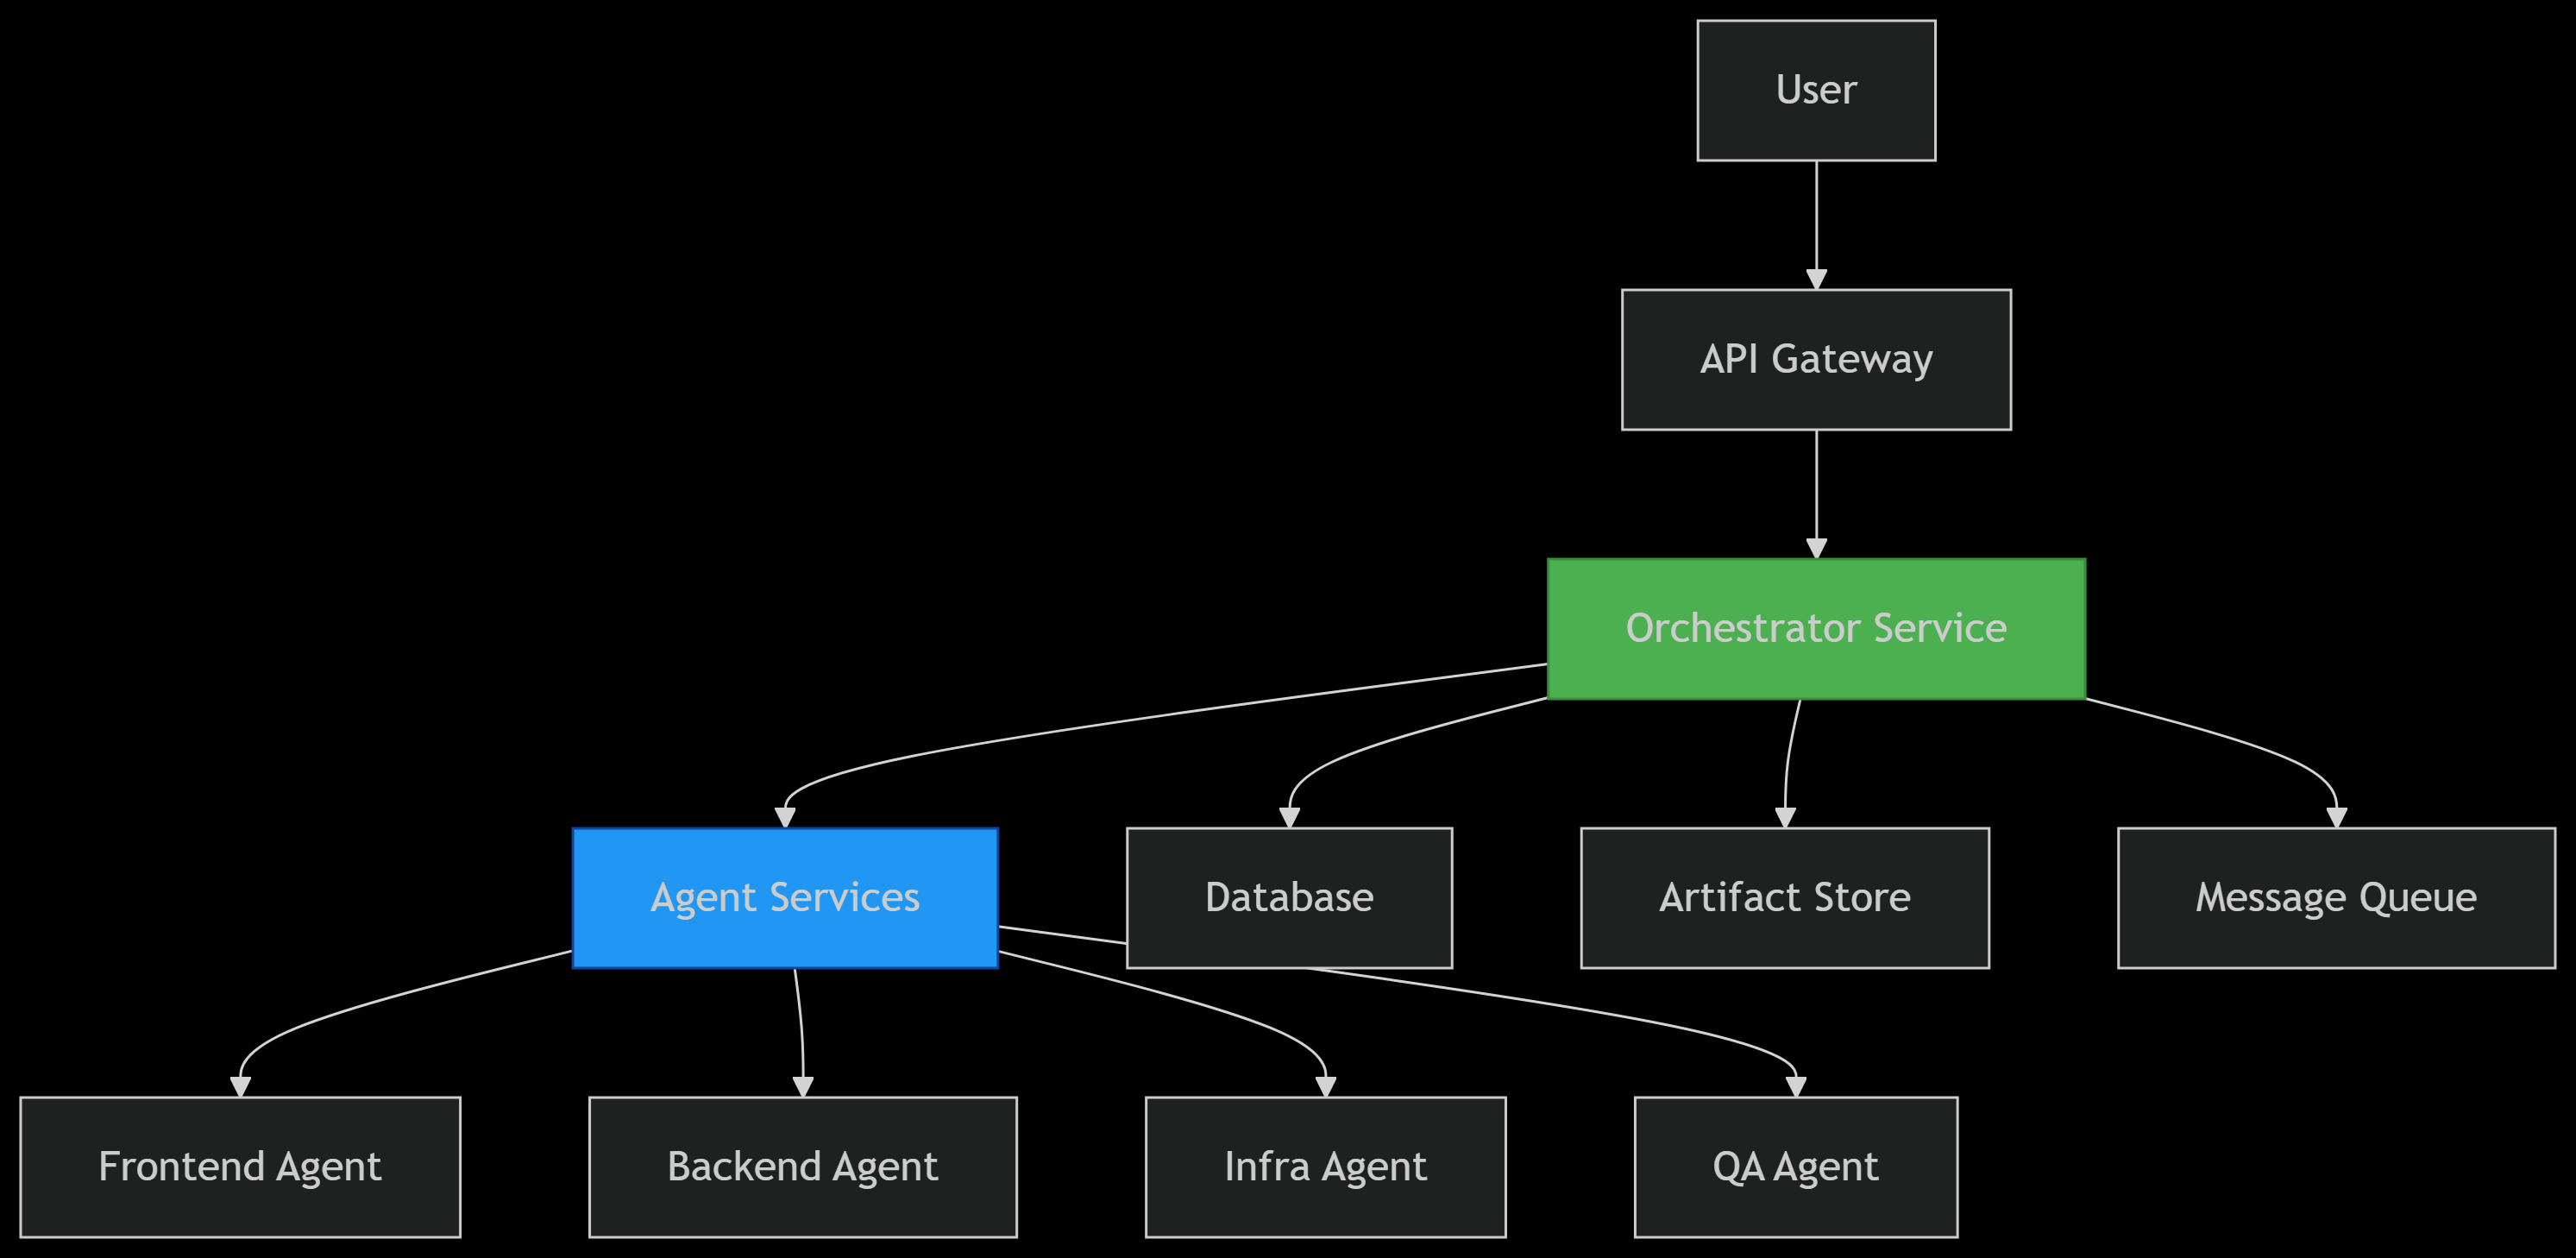 User
API Gateway
Orchestrator Service
Agent Services
Database
Artifact Store
Message Queue
Frontend Agent
Backend Agent
Infra Agent
QA Agent